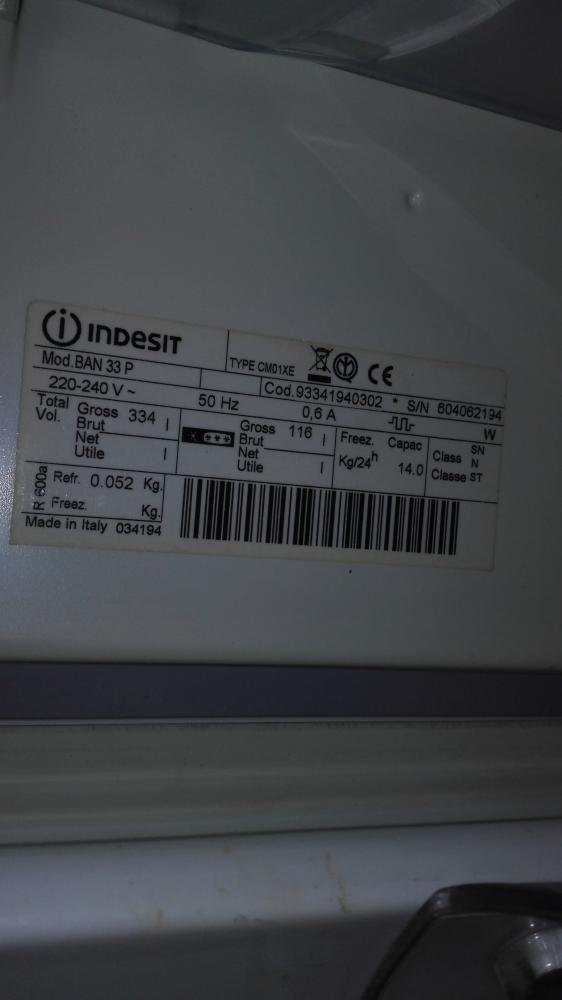 INDESIT
Mod.BAN 33 P
TYPE CM01XE
CE
Cod.93341940302 * S/N 604062194
220-240 V ~ 50 Hz 0,6 A W
Total Vol.
Gross Brut 334 l
Net Utile l
Gross Brut 116 l
Net Utile l
Freez. Capac
Kg/24h 14.0
Class Classe
SN
N
ST
R 600a
Refr. 0.052 Kg.
Freez. Kg.
Made in Italy 034194